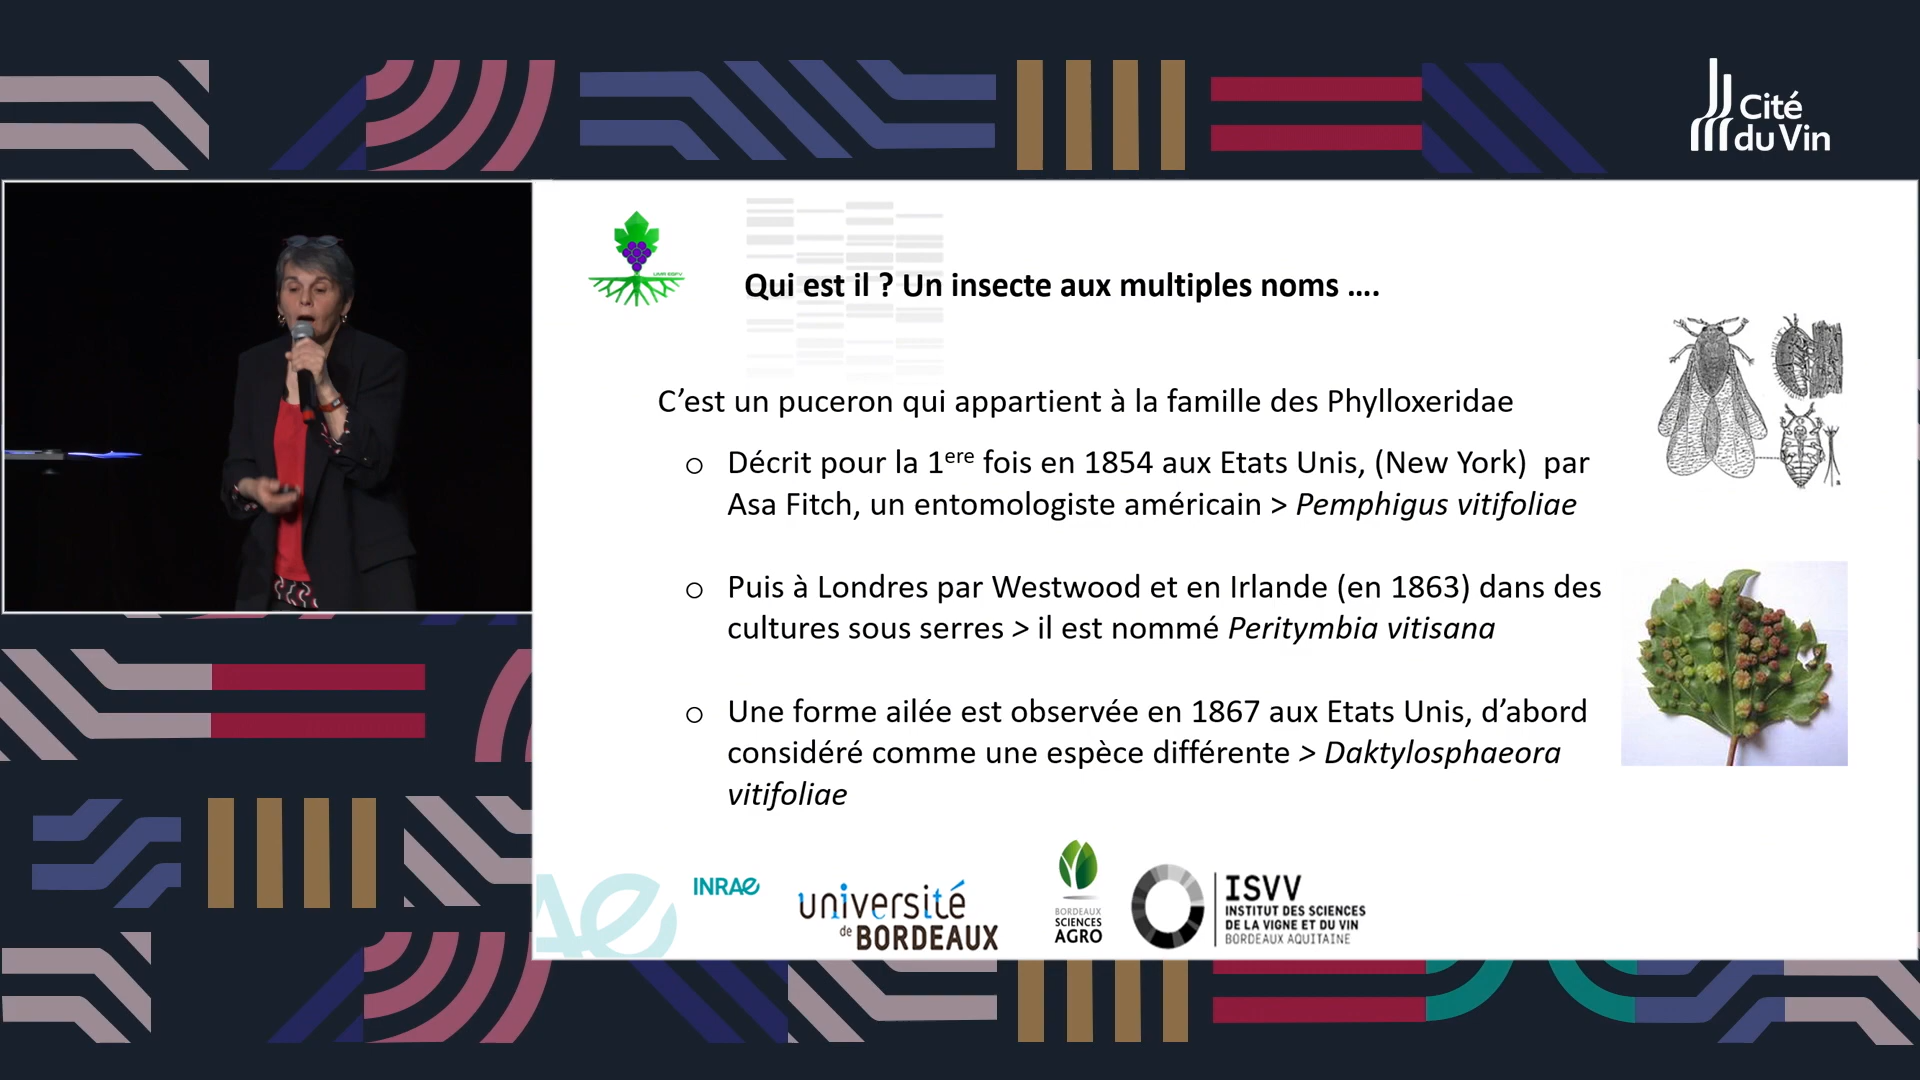 Cité
du Vin
UMR EGFV
Qui est il ? Un insecte aux multiples noms ....
C’est un puceron qui appartient à la famille des Phylloxeridae
o Décrit pour la 1ere fois en 1854 aux Etats Unis, (New York) par
Asa Fitch, un entomologiste américain > Pemphigus vitifoliae
o Puis à Londres par Westwood et en Irlande (en 1863) dans des
cultures sous serres > il est nommé Peritymbia vitisana
o Une forme ailée est observée en 1867 aux Etats Unis, d’abord
considéré comme une espèce différente > Daktylosphaeora
vitifoliae
INRAE
université
de BORDEAUX
BORDEAUX
SCIENCES
AGRO
ISVV
INSTITUT DES SCIENCES
DE LA VIGNE ET DU VIN
BORDEAUX AQUITAINE